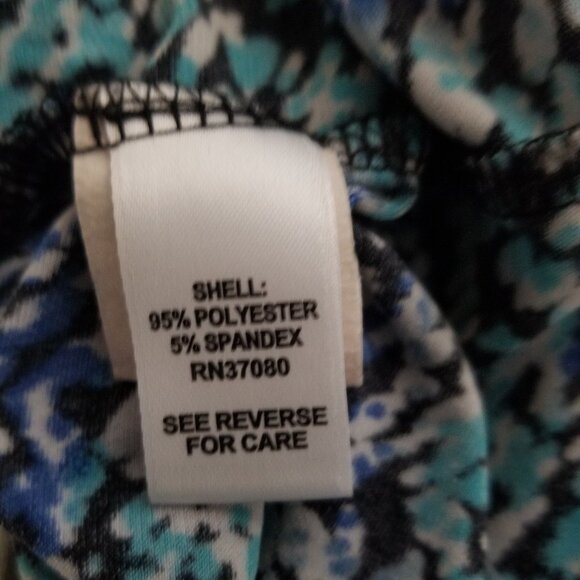 SHELL:
95% POLYESTER
5% SPANDEX
RN37080
SEE REVERSE
FOR CARE